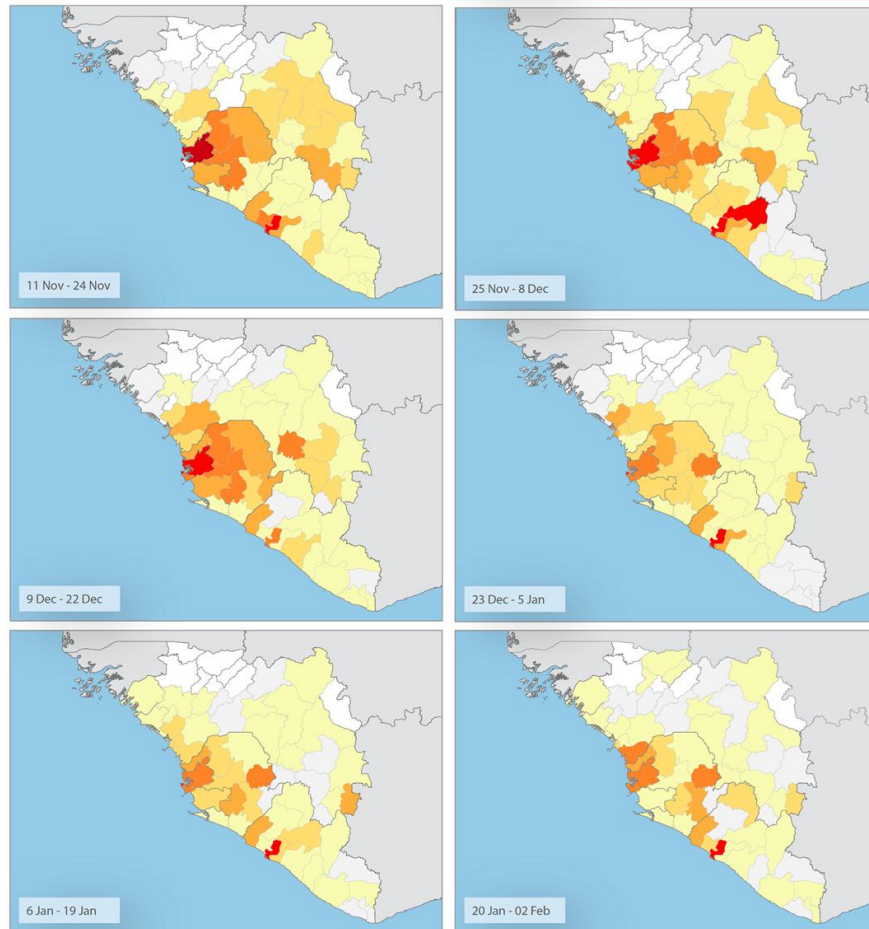 11 Nov - 24 Nov
25 Nov - 8 Dec
9 Dec - 22 Dec
23 Dec - 5 Jan
6 Jan - 19 Jan
20 Jan - 02 Feb